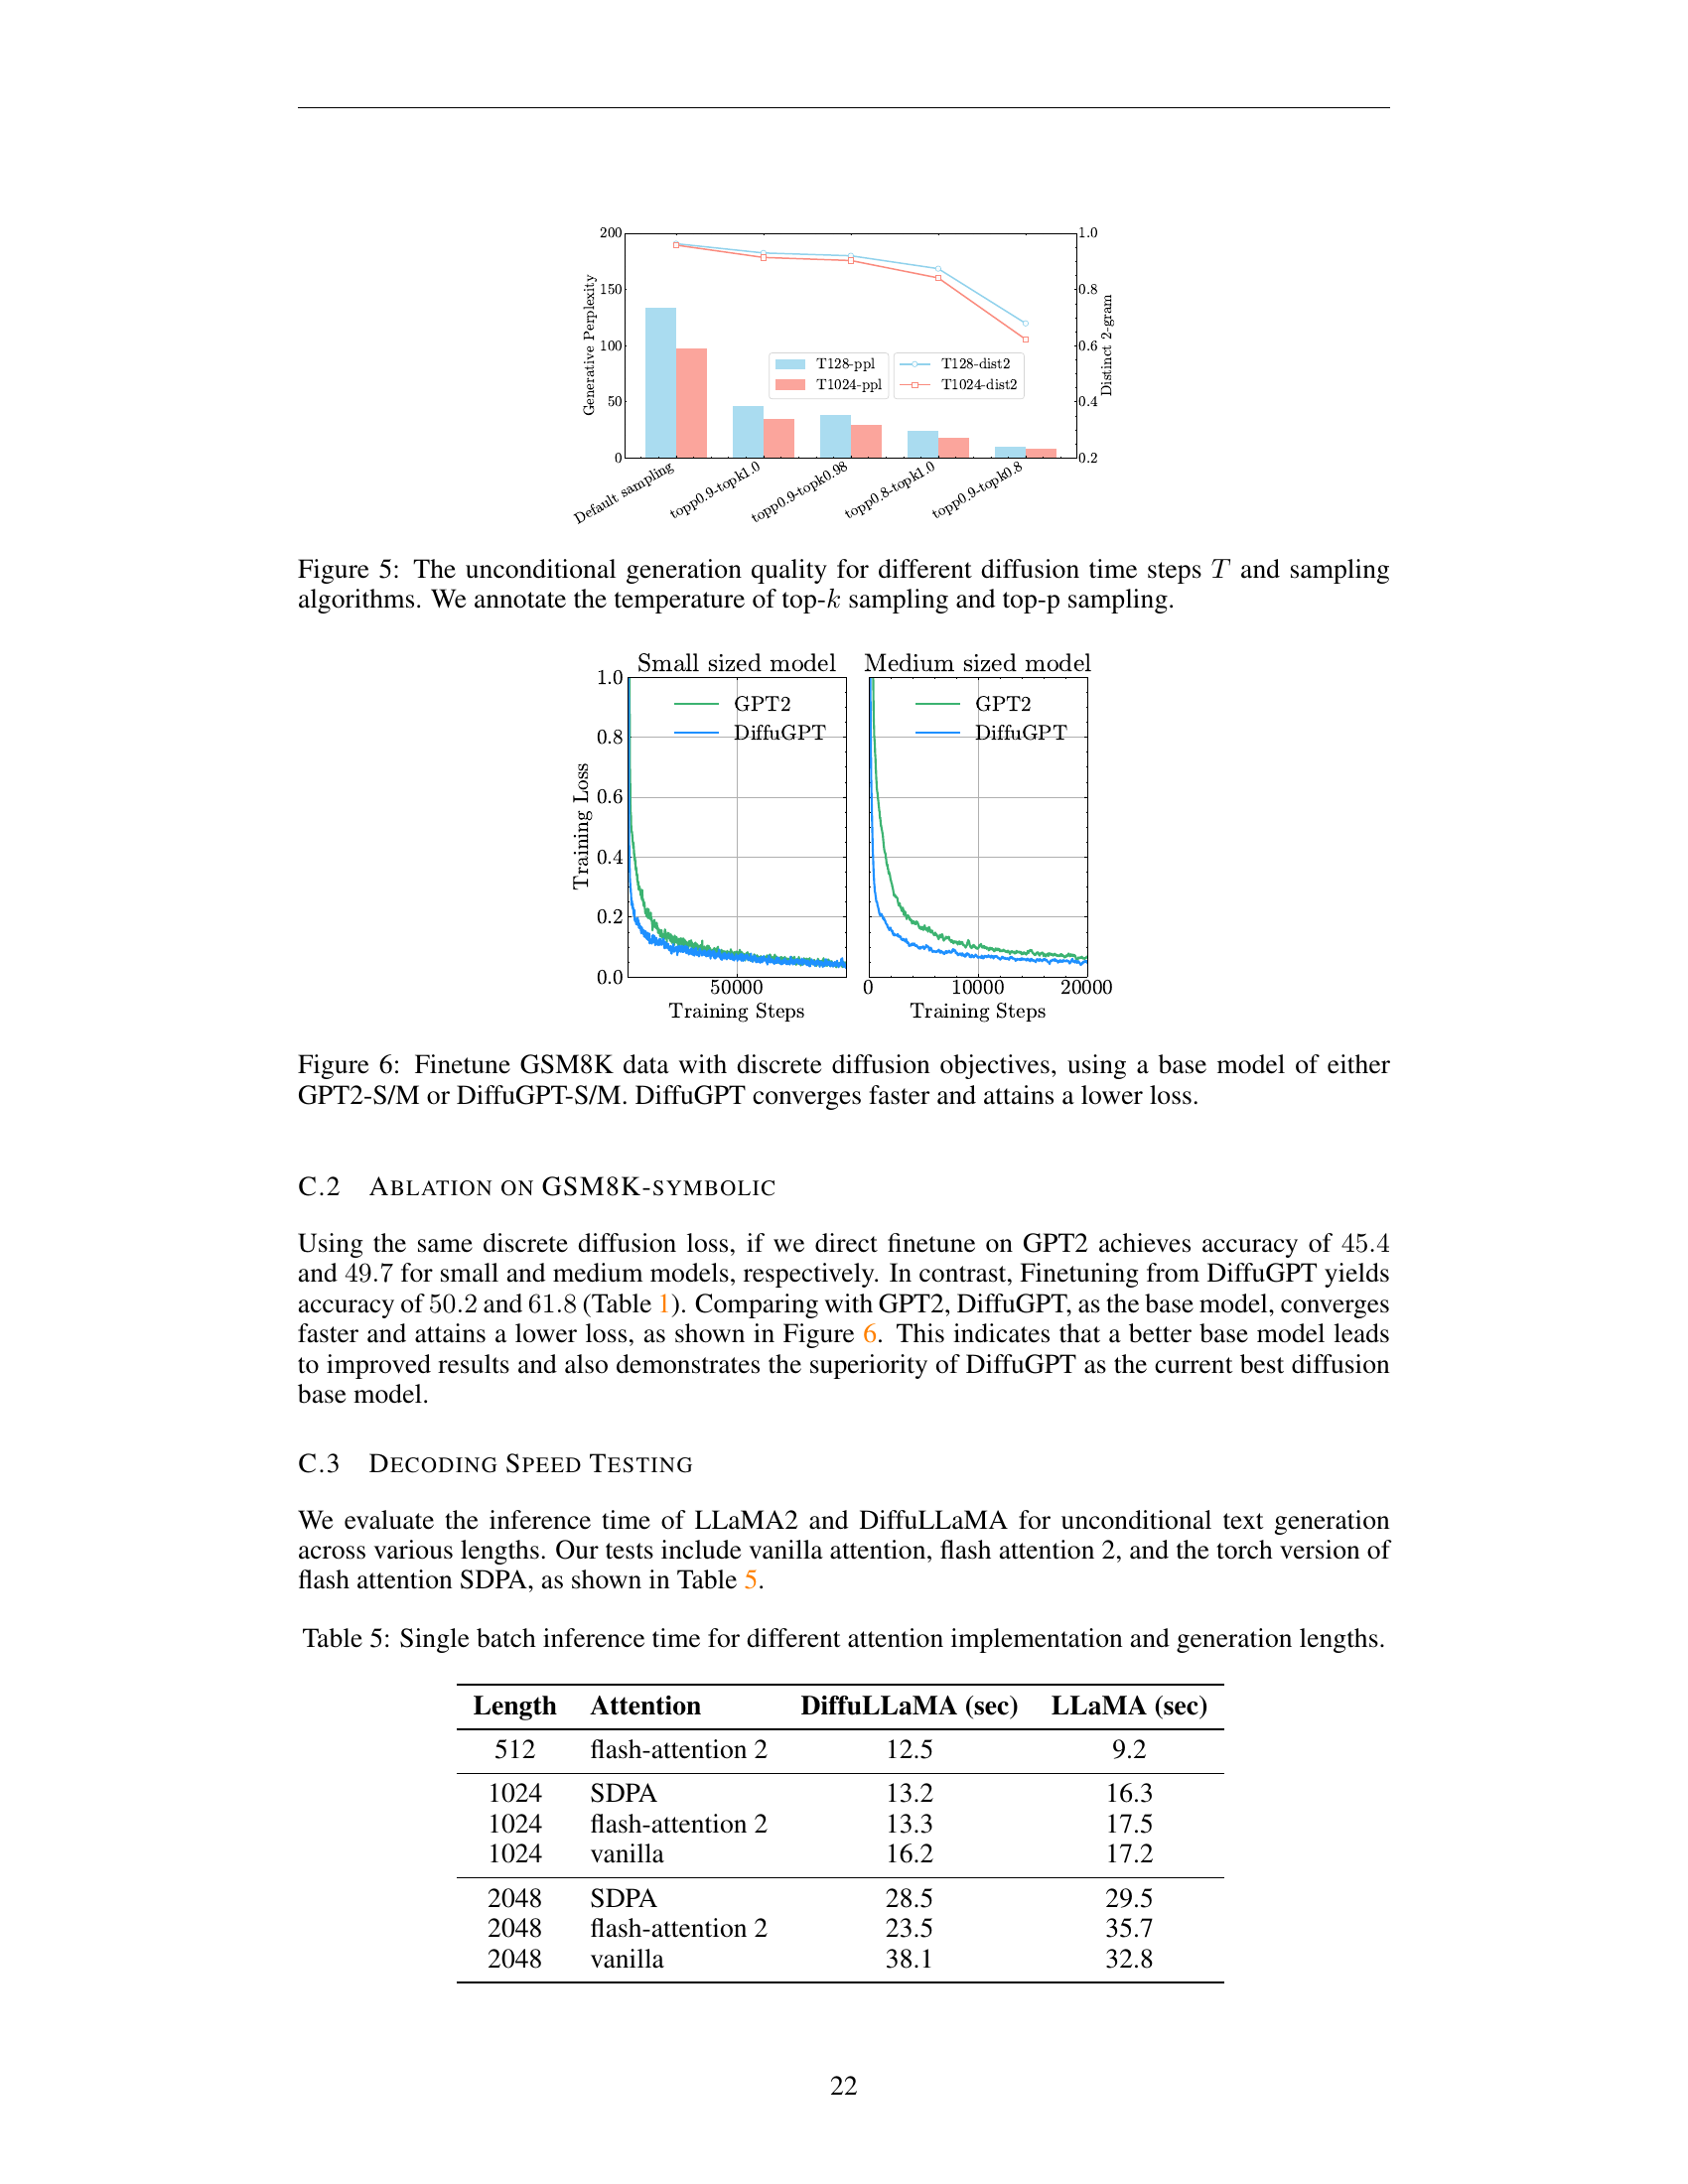 200
150
100
50
0
Generative Perplexity
1.0
0.8
0.6
0.4
0.2
Distinct 2-gram
T128-ppl
T1024-ppl
T128-dist2
T1024-dist2
Default sampling
topp0.9-topk1.0
topp0.9-topk0.98
topp0.8-topk1.0
topp0.9-topk0.8
Figure 5: The unconditional generation quality for different diffusion time steps T and sampling
algorithms. We annotate the temperature of top-k sampling and top-p sampling.
Small sized model
Medium sized model
1.0
0.8
0.6
0.4
0.2
0.0
Training Loss
GPT2
DiffuGPT
GPT2
DiffuGPT
50000
0 10000 20000
Training Steps
Training Steps
Figure 6: Finetune GSM8K data with discrete diffusion objectives, using a base model of either
GPT2-S/M or DiffuGPT-S/M. DiffuGPT converges faster and attains a lower loss.
C.2 ABLATION ON GSM8K-SYMBOLIC
Using the same discrete diffusion loss, if we direct finetune on GPT2 achieves accuracy of 45.4
and 49.7 for small and medium models, respectively. In contrast, Finetuning from DiffuGPT yields
accuracy of 50.2 and 61.8 (Table 1). Comparing with GPT2, DiffuGPT, as the base model, converges
faster and attains a lower loss, as shown in Figure 6. This indicates that a better base model leads
to improved results and also demonstrates the superiority of DiffuGPT as the current best diffusion
base model.
C.3 DECODING SPEED TESTING
We evaluate the inference time of LLaMA2 and DiffuLLaMA for unconditional text generation
across various lengths. Our tests include vanilla attention, flash attention 2, and the torch version of
flash attention SDPA, as shown in Table 5.
Table 5: Single batch inference time for different attention implementation and generation lengths.
Length Attention DiffuLLaMA (sec) LLaMA (sec)
512 flash-attention 2 12.5 9.2
1024 SDPA 13.2 16.3
1024 flash-attention 2 13.3 17.5
1024 vanilla 16.2 17.2
2048 SDPA 28.5 29.5
2048 flash-attention 2 23.5 35.7
2048 vanilla 38.1 32.8
22